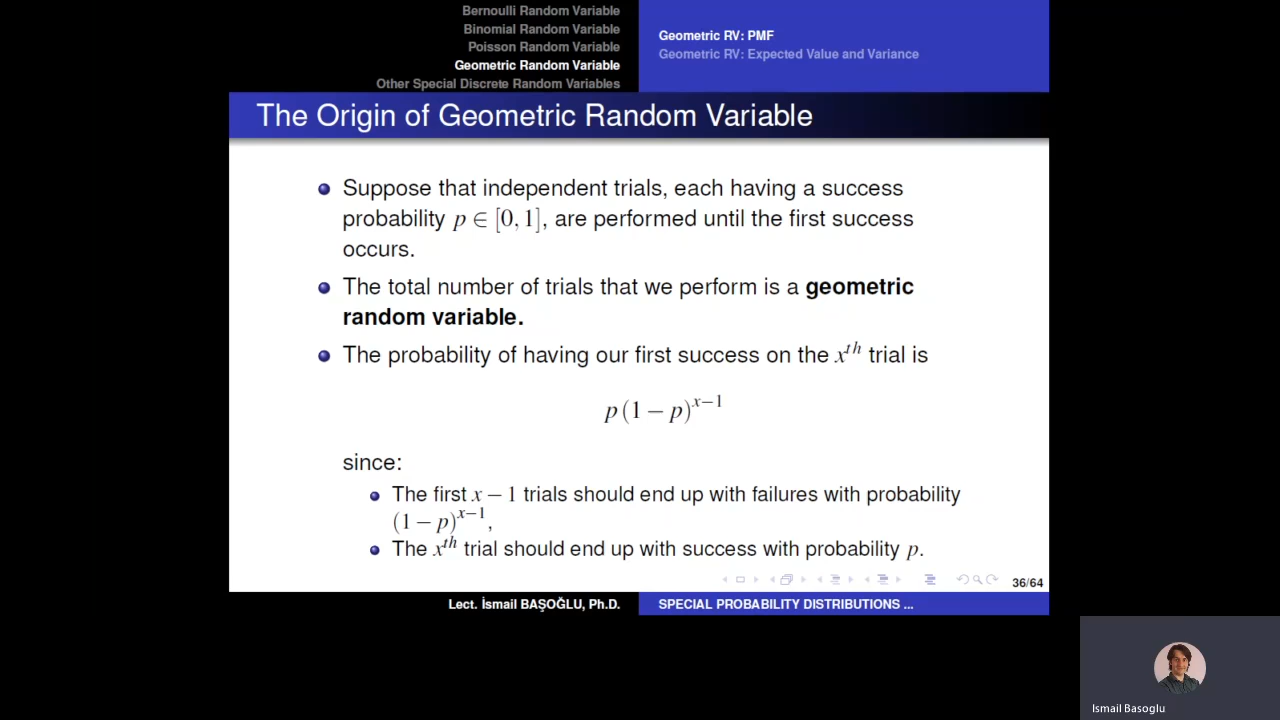 Bernoulli Random Variable
Binomial Random Variable
Poisson Random Variable
Geometric Random Variable
Other Special Discrete Random Variables
Geometric RV: PMF
Geometric RV: Expected Value and Variance
The Origin of Geometric Random Variable
Suppose that independent trials, each having a success
probability p ∈ [0, 1], are performed until the first success
occurs.
The total number of trials that we perform is a geometric
random variable.
The probability of having our first success on the x^{th} trial is
p (1 − p)^{x−1}
since:
The first x − 1 trials should end up with failures with probability
(1 − p)^{x−1},
The x^{th} trial should end up with success with probability p.
36/64
Lect. İsmail BAŞOĞLU, Ph.D.
SPECIAL PROBABILITY DISTRIBUTIONS ...
Ismail Basoglu